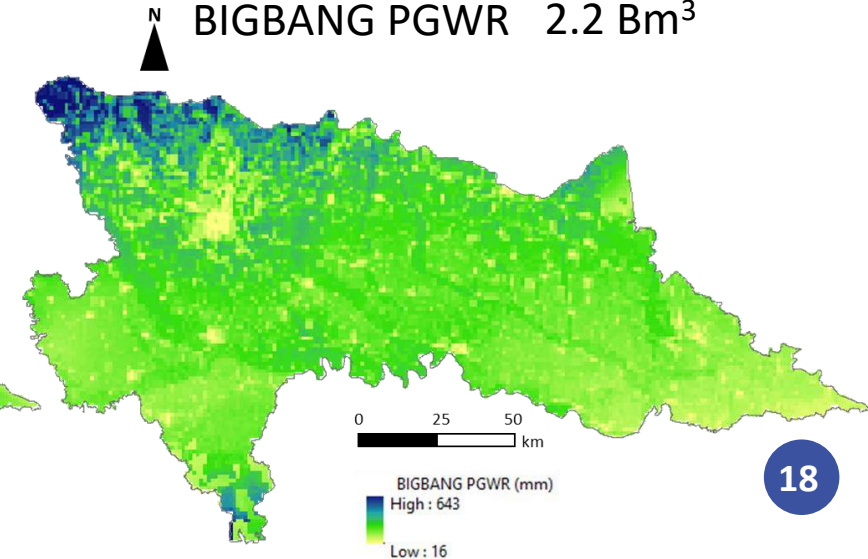 BIGBANG PGWR 2.2 Bm³
N
0 25 50
km
BIGBANG PGWR (mm)
High : 643
Low : 16
18